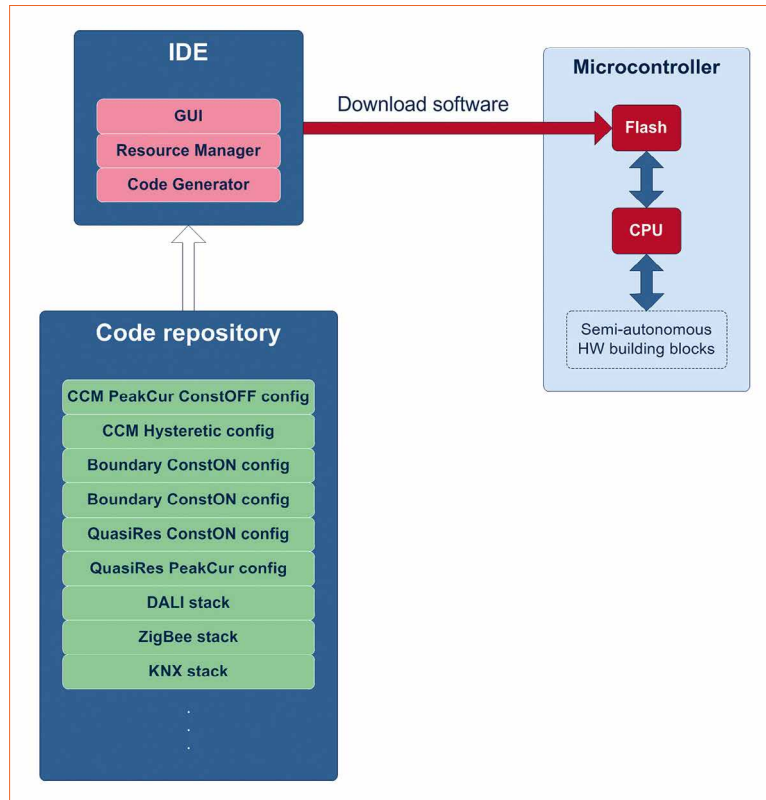 IDE
GUI
Resource Manager
Code Generator
Download software
Microcontroller
Flash
CPU
Semi-autonomous
HW building blocks
Code repository
CCM PeakCur ConstOFF config
CCM Hysteretic config
Boundary ConstON config
Boundary ConstON config
QuasiRes ConstON config
QuasiRes PeakCur config
DALI stack
ZigBee stack
KNX stack
.
.
.